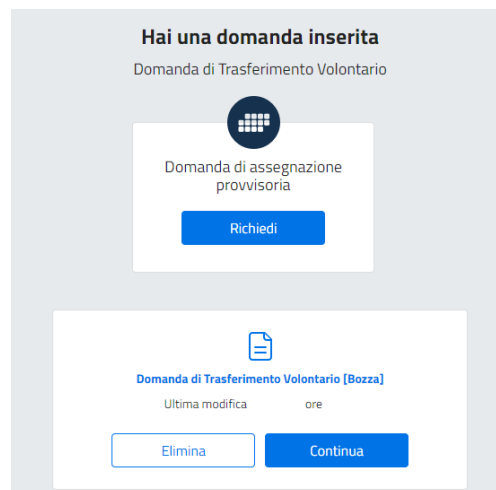 Hai una domanda inserita
Domanda di Trasferimento Volontario
Domanda di assegnazione
provvisoria
Richiedi
Domanda di Trasferimento Volontario [Bozza]
Ultima modifica ore
Elimina Continua